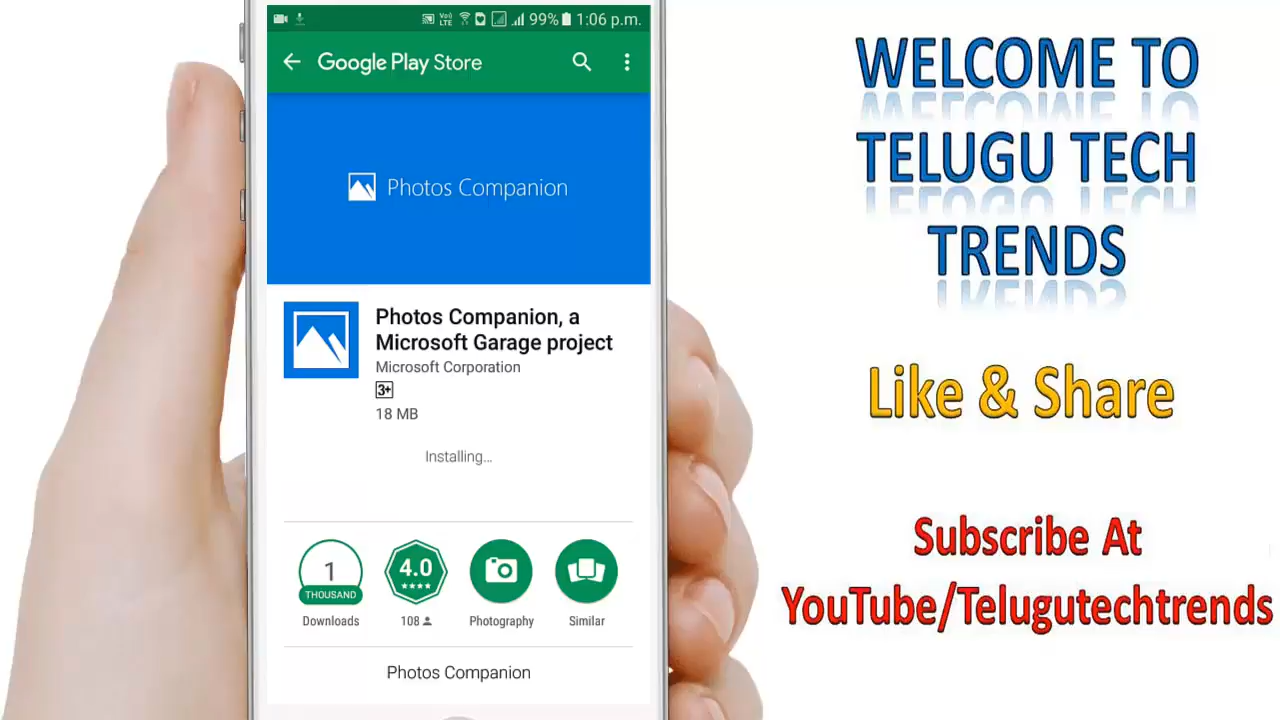 Vo) LTE 99% 1:06 p.m.
Google Play Store
Photos Companion
Photos Companion, a
Microsoft Garage project
Microsoft Corporation
3+
18 MB
Installing...
1
THOUSAND
Downloads
4.0
108
Photography
Similar
Photos Companion
WELCOME TO
TELUGU TECH
TRENDS
Like & Share
Subscribe At
YouTube/Telugutechtrends